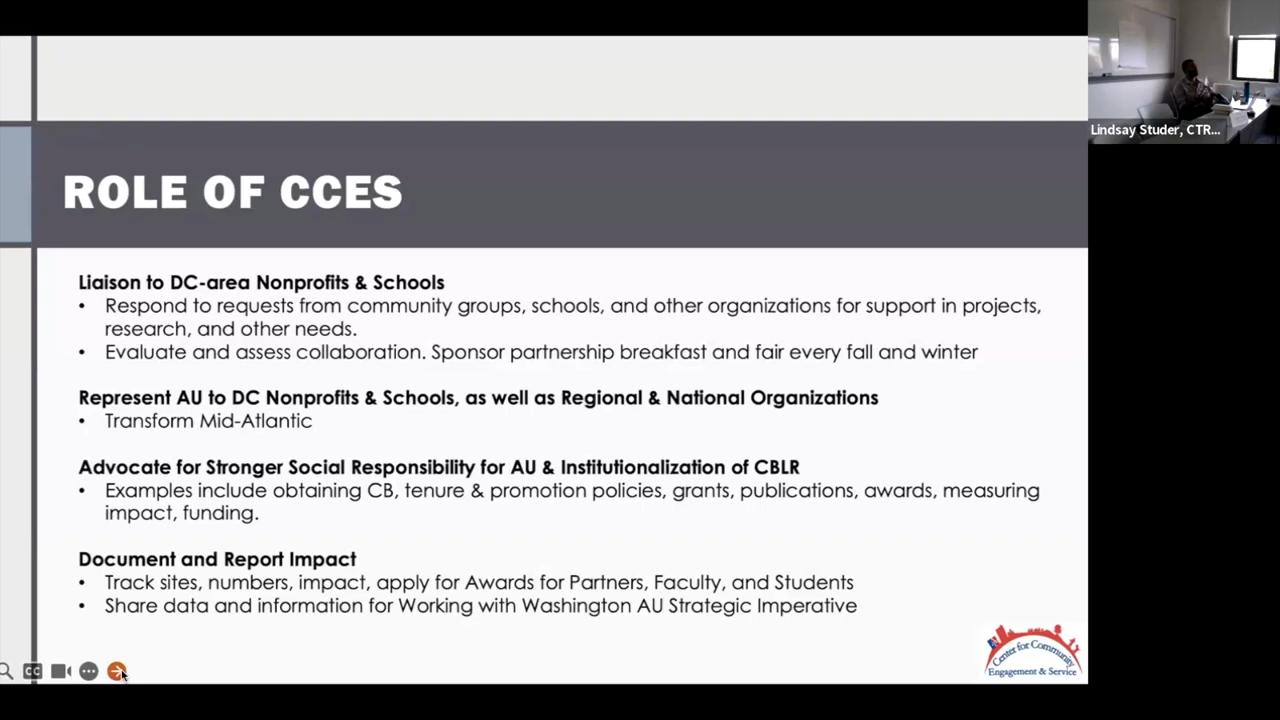 Lindsay Studer, CTR...
ROLE OF CCES
Liaison to DC-area Nonprofits & Schools
• Respond to requests from community groups, schools, and other organizations for support in projects,
research, and other needs.
• Evaluate and assess collaboration. Sponsor partnership breakfast and fair every fall and winter
Represent AU to DC Nonprofits & Schools, as well as Regional & National Organizations
• Transform Mid-Atlantic
Advocate for Stronger Social Responsibility for AU & Institutionalization of CBLR
• Examples include obtaining CB, tenure & promotion policies, grants, publications, awards, measuring
impact, funding.
Document and Report Impact
• Track sites, numbers, impact, apply for Awards for Partners, Faculty, and Students
• Share data and information for Working with Washington AU Strategic Imperative
CC
Center for Community
Engagement & Service